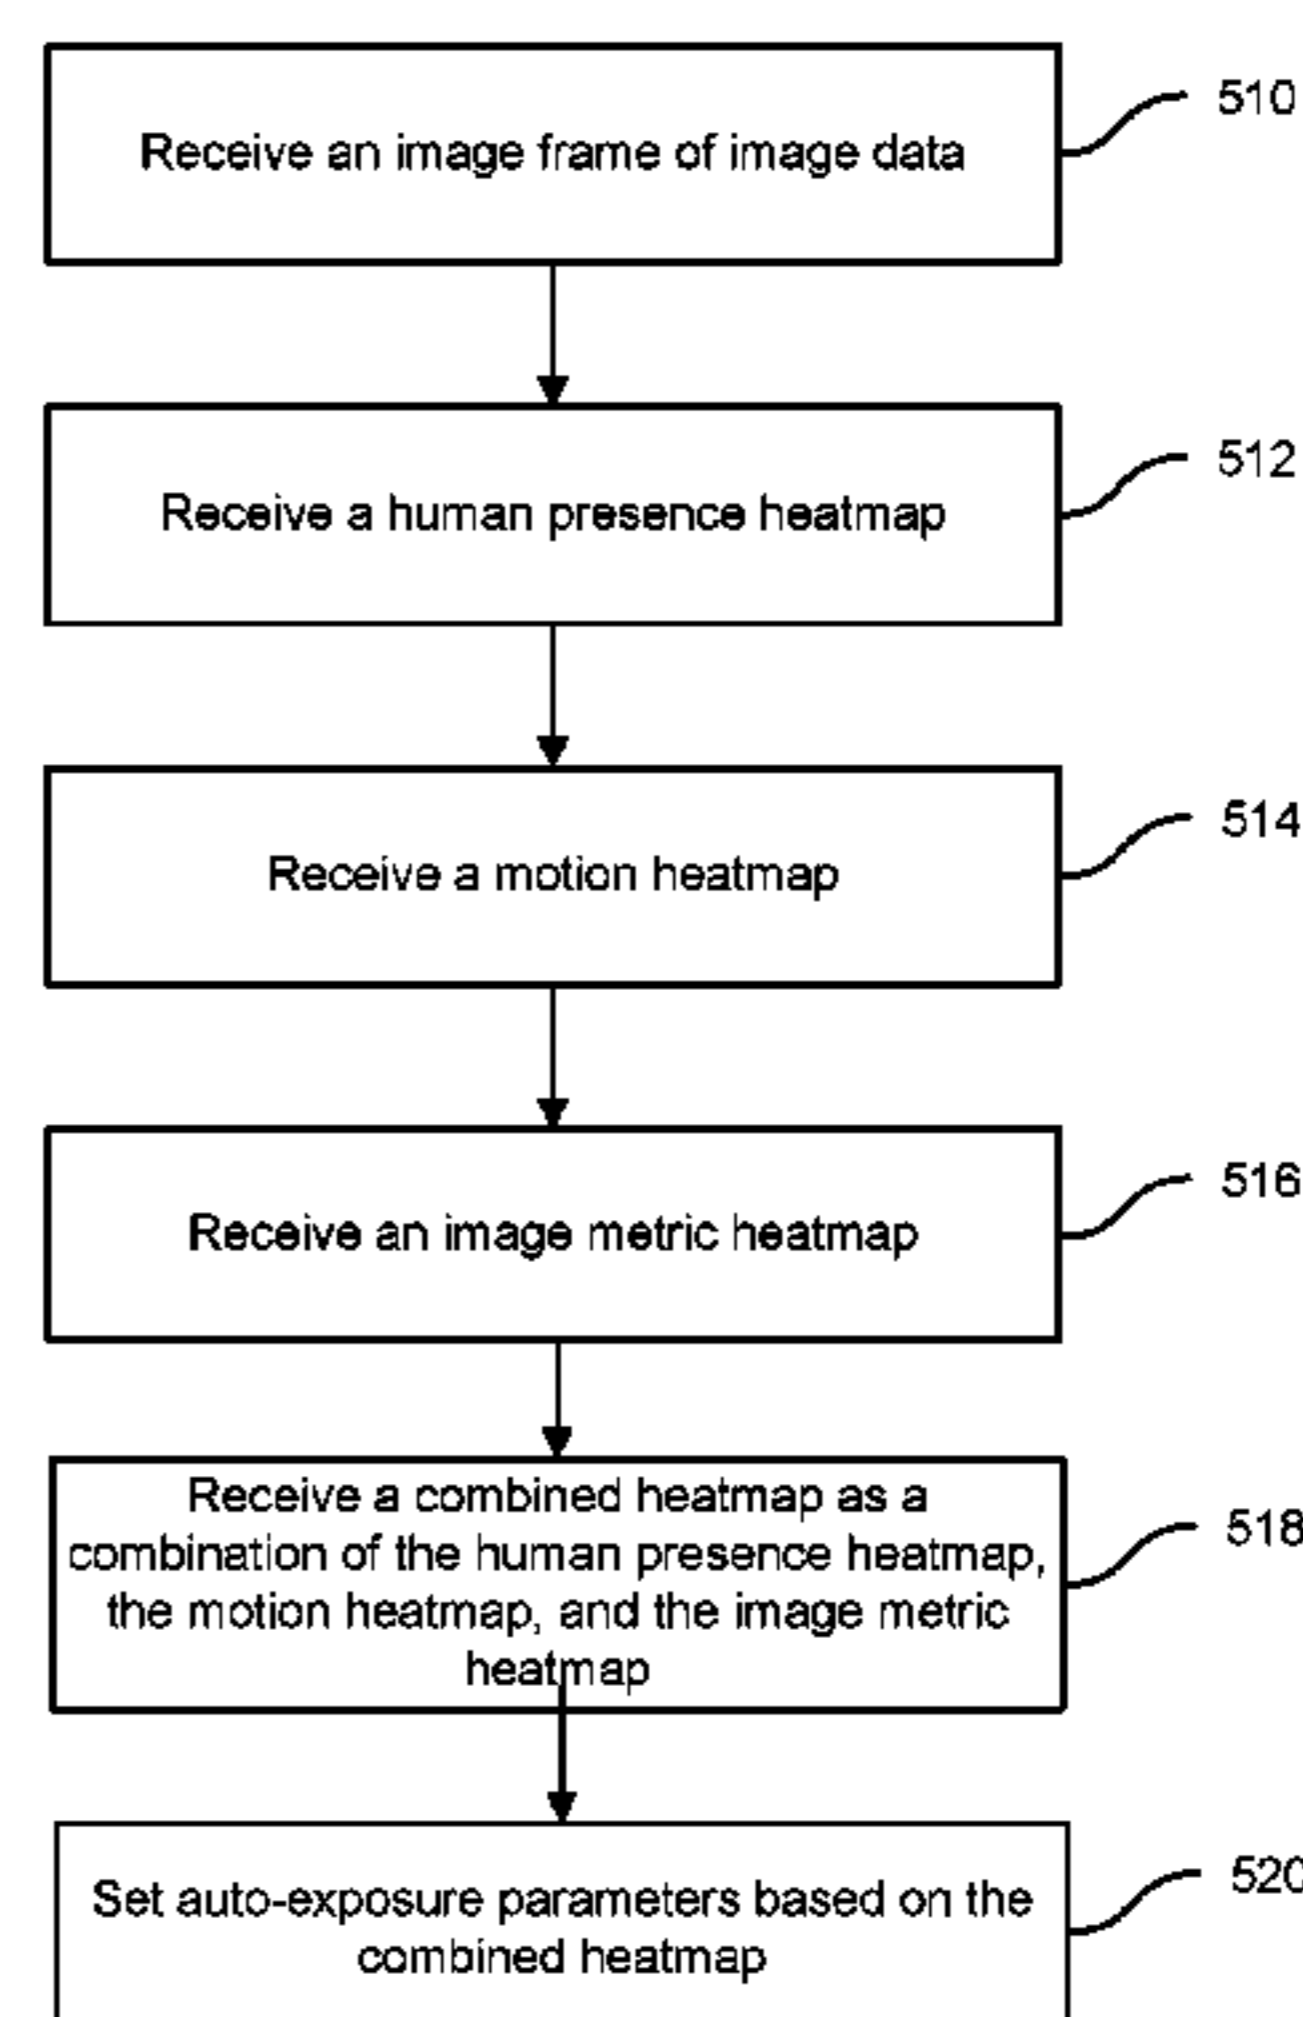 Receive an image frame of image data
510
Receive a human presence heatmap
512
Receive a motion heatmap
514
Receive an image metric heatmap
516
Receive a combined heatmap as a
combination of the human presence heatmap,
the motion heatmap, and the image metric
heatmap
518
Set auto-exposure parameters based on the
combined heatmap
520